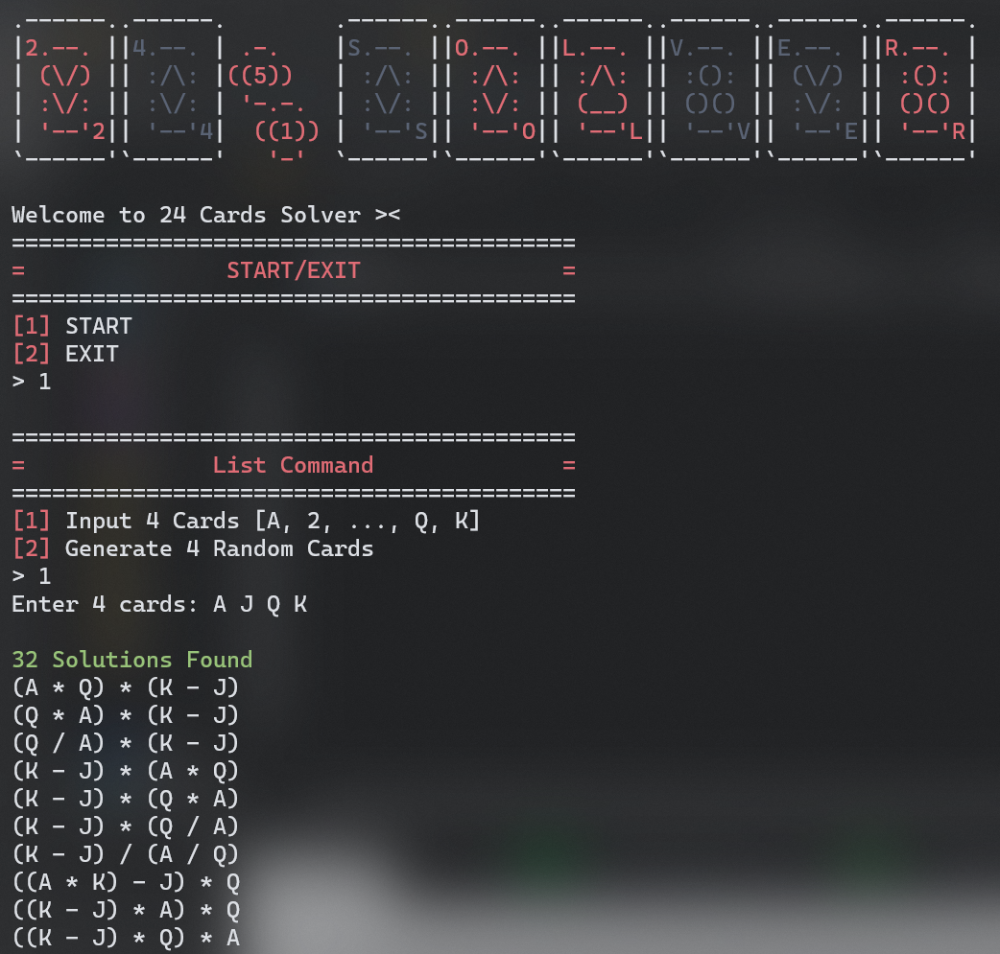 .------..------.       .------..------..------..------..------..------.
|2.--. ||4.--. | .-.   |S.--. ||O.--. ||L.--. ||V.--. ||E.--. ||R.--. |
| (\/) || :/\: |((5))  | :/\: || :/\: || :/\: || :(): || (\/) || :(): |
| :\/: || :\/: | '-.-. | :\/: || :\/: || (__) || ()() || :\/: || ()() |
| '--'2|| '--'4|  ((1))| '--'S|| '--'O|| '--'L|| '--'V|| '--'E|| '--'R|
`------'`------'   '-' `------'`------'`------'`------'`------'`------'
Welcome to 24 Cards Solver ><
==========================================
=               START/EXIT               =
==========================================
[1] START
[2] EXIT
> 1
==========================================
=              List Command              =
==========================================
[1] Input 4 Cards [A, 2, ..., Q, K]
[2] Generate 4 Random Cards
> 1
Enter 4 cards: A J Q K
32 Solutions Found
(A * Q) * (K - J)
(Q * A) * (K - J)
(Q / A) * (K - J)
(K - J) * (A * Q)
(K - J) * (Q * A)
(K - J) * (Q / A)
(K - J) / (A / Q)
((A * K) - J) * Q
((K - J) * A) * Q
((K - J) * Q) * A